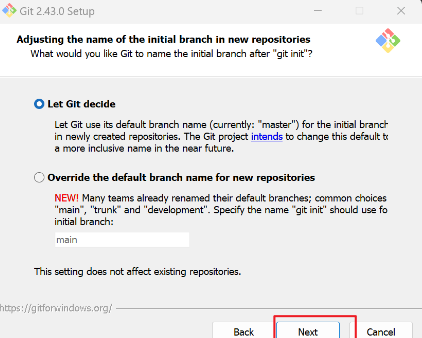 Git 2.43.0 Setup
Adjusting the name of the initial branch in new repositories
What would you like Git to name the initial branch after "git init"?
Let Git decide
Let Git use its default branch name (currently: "master") for the initial branch
in newly created repositories. The Git project intends to change this default to
a more inclusive name in the near future.
Override the default branch name for new repositories
NEW! Many teams already renamed their default branches; common choices
"main", "trunk" and "development". Specify the name "git init" should use fo
initial branch:
main
This setting does not affect existing repositories.
https://gitforwindows.org/
Back Next Cancel